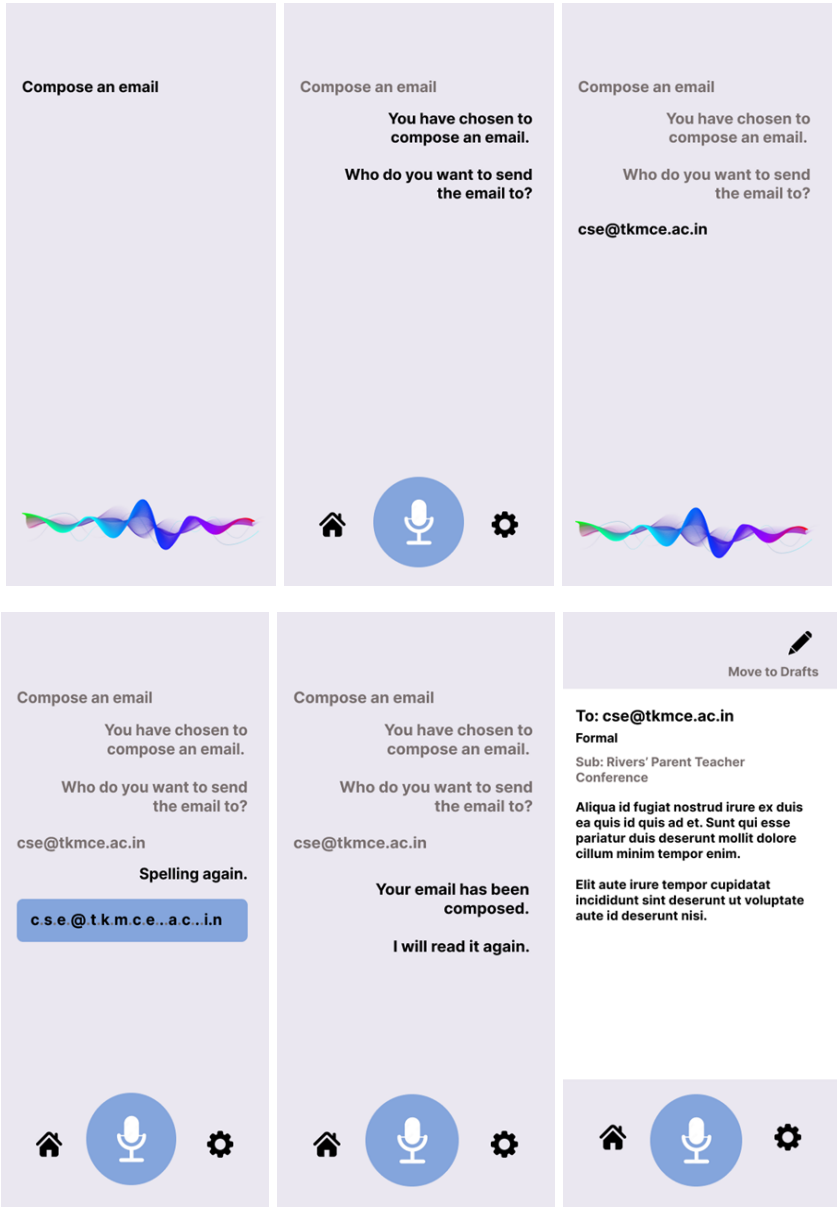 Compose an email
Compose an email
You have chosen to
compose an email.
Who do you want to send
the email to?
Compose an email
You have chosen to
compose an email.
Who do you want to send
the email to?
cse@tkmce.ac.in
Compose an email
You have chosen to
compose an email.
Who do you want to send
the email to?
cse@tkmce.ac.in
Spelling again.
c.s.e.@.t.k.m.c.e...a.c...i.n
Compose an email
You have chosen to
compose an email.
Who do you want to send
the email to?
cse@tkmce.ac.in
Your email has been
composed.
I will read it again.
Move to Drafts
To: cse@tkmce.ac.in
Formal
Sub: Rivers’ Parent Teacher
Conference
Aliqua id fugiat nostrud irure ex duis
ea quis id quis ad et. Sunt qui esse
pariatur duis deserunt mollit dolore
cillum minim tempor enim.
Elit aute irure tempor cupidatat
incididunt sint deserunt ut voluptate
aute id deserunt nisi.